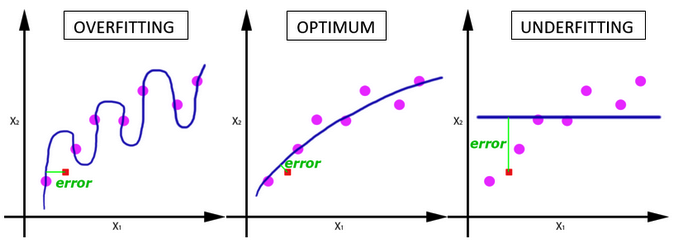 OVERFITTING
X₂
error
X₁
OPTIMUM
X₂
error
X₁
UNDERFITTING
X₂
error
X₁